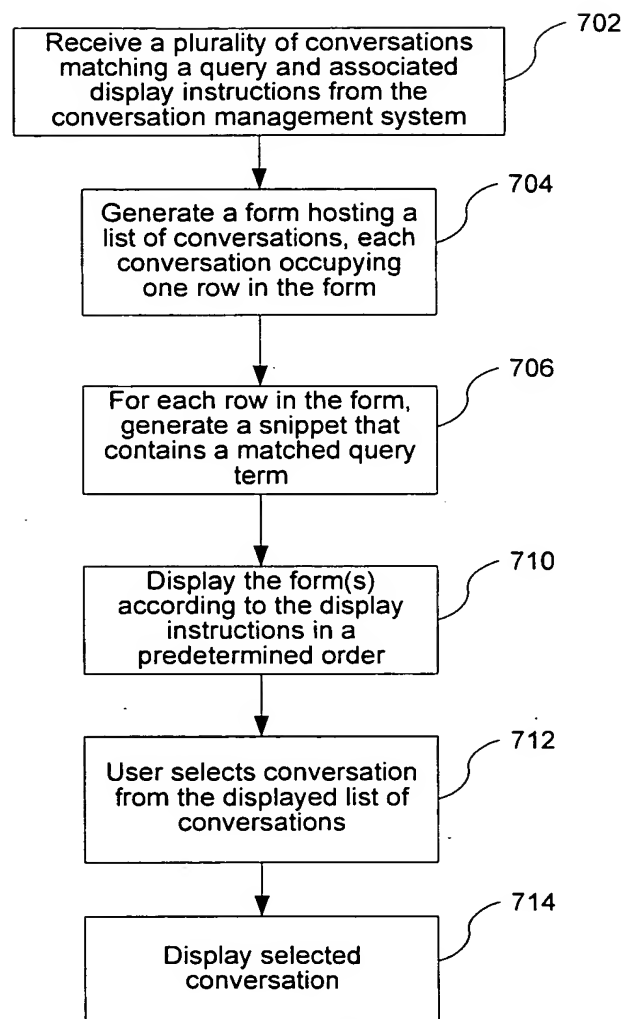 702
Receive a plurality of conversations
matching a query and associated
display instructions from the
conversation management system
704
Generate a form hosting a
list of conversations, each
conversation occupying
one row in the form
706
For each row in the form,
generate a snippet that
contains a matched query
term
710
Display the form(s)
according to the display
instructions in a
predetermined order
712
User selects conversation
from the displayed list of
conversations
714
Display selected
conversation